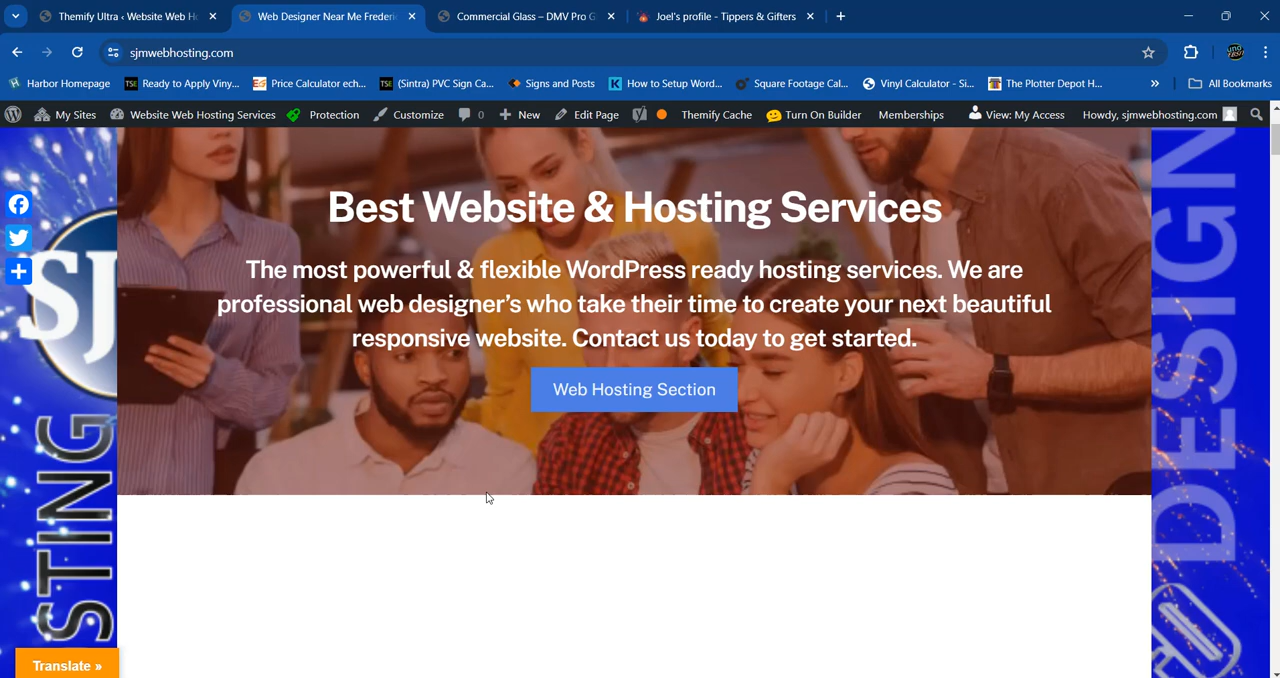 Themify Ultra ‹ Website Web Ho
Web Designer Near Me Frederic
Commercial Glass – DMV Pro G
Joel's profile - Tippers & Gifters
sjmwebhosting.com
Harbor Homepage
TSE Ready to Apply Viny...
Price Calculator ech...
TSE (Sintra) PVC Sign Ca...
Signs and Posts
K How to Setup Word...
Square Footage Cal...
Vinyl Calculator - Si...
The Plotter Depot H...
»
All Bookmarks
My Sites
Website Web Hosting Services
Protection
Customize
0
New
Edit Page
Themify Cache
Turn On Builder
Memberships
View: My Access
Howdy, sjmwebhosting.com
Best Website & Hosting Services
The most powerful & flexible WordPress ready hosting services. We are
professional web designer’s who take their time to create your next beautiful
responsive website. Contact us today to get started.
Web Hosting Section
SJ
STING
DESIGN
Translate »